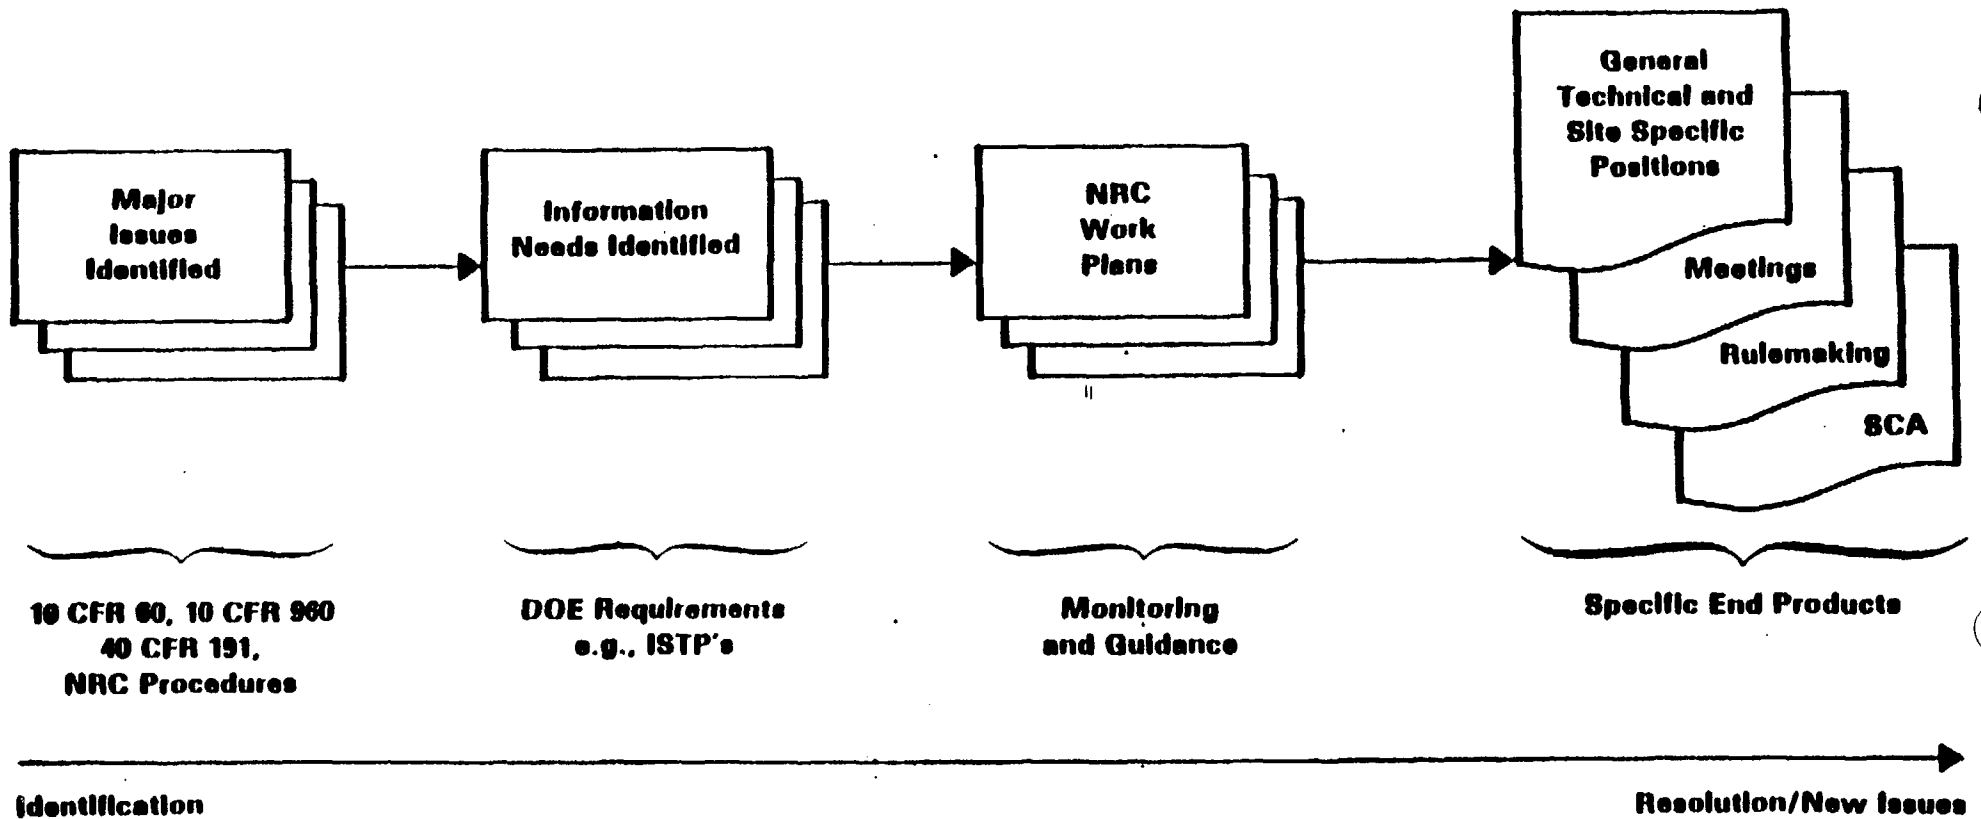 Major
Issues
Identified
Information
Needs Identified
NRC
Work
Plans
General
Technical and
Site Specific
Positions
Meetings
Rulemaking
SCA
10 CFR 60, 10 CFR 960
40 CFR 191,
NRC Procedures
DOE Requirements
e.g., ISTP's
Monitoring
and Guidance
Specific End Products
Identification
Resolution/New Issues